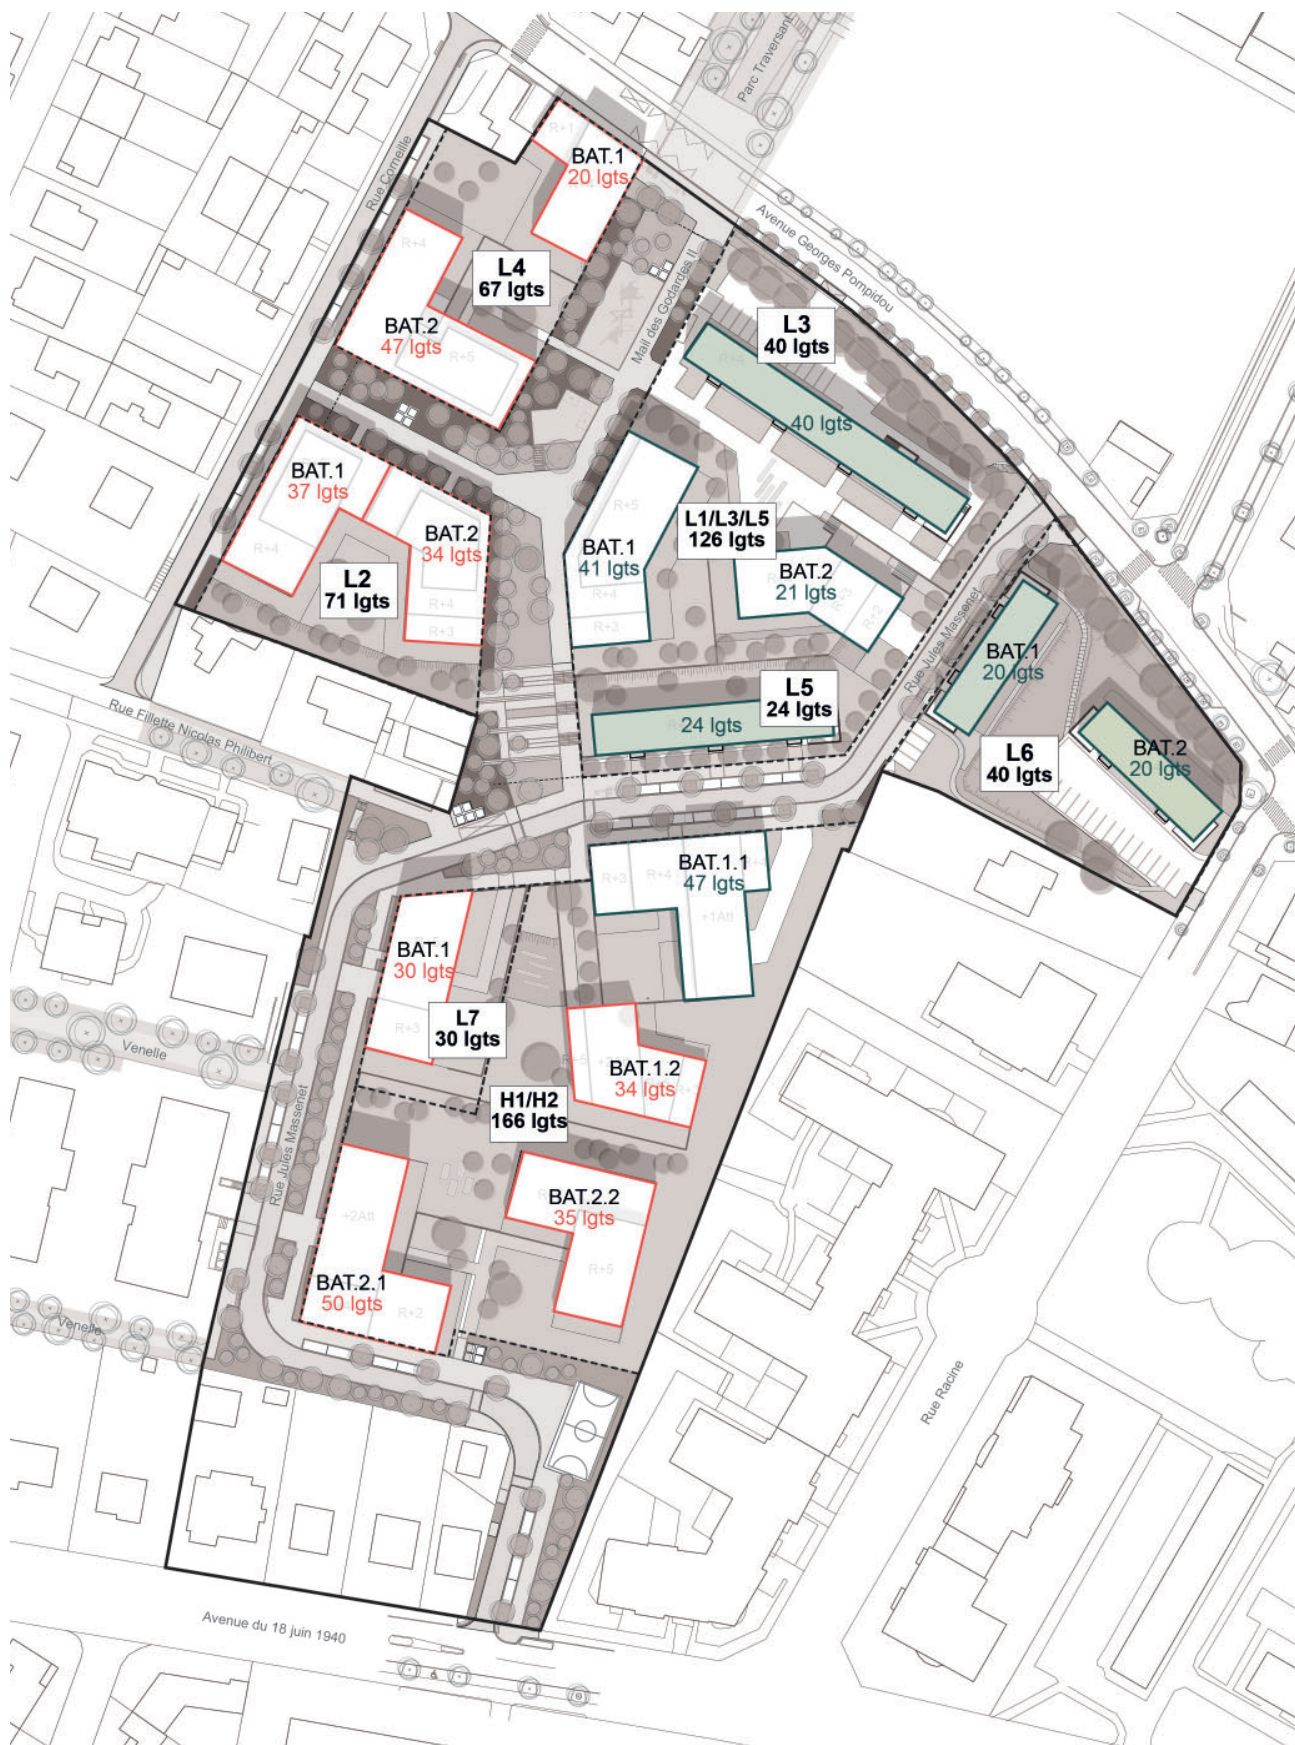 Parc Traversant
R+1
BAT.1
20 lgts
Rue Corneille
Avenue Georges Pompidou
R+4
L4
67 lgts
Mail des Godardes II
BAT.2
47 lgts
R+5
L3
40 lgts
R+4
40 lgts
BAT.1
37 lgts
R+4
BAT.2
34 lgts
R+4
R+3
L2
71 lgts
R+5
BAT.1
41 lgts
R+4
R+3
L1/L3/L5
126 lgts
BAT.2
21 lgts
R+3
R+2
Rue Jules Massenet
BAT.1
20 lgts
L5
24 lgts
24 lgts
L6
40 lgts
BAT.2
20 lgts
Rue Fillette Nicolas Philibert
BAT.1.1
47 lgts
R+3
R+4
+1Att
BAT.1
30 lgts
R+3
L7
30 lgts
Venelle
R+5
BAT.1.2
34 lgts
H1/H2
166 lgts
Rue Jules Massenet
BAT.2.2
35 lgts
R+5
+2Att
BAT.2.1
50 lgts
R+2
Venelle
Rue Racine
Avenue du 18 juin 1940